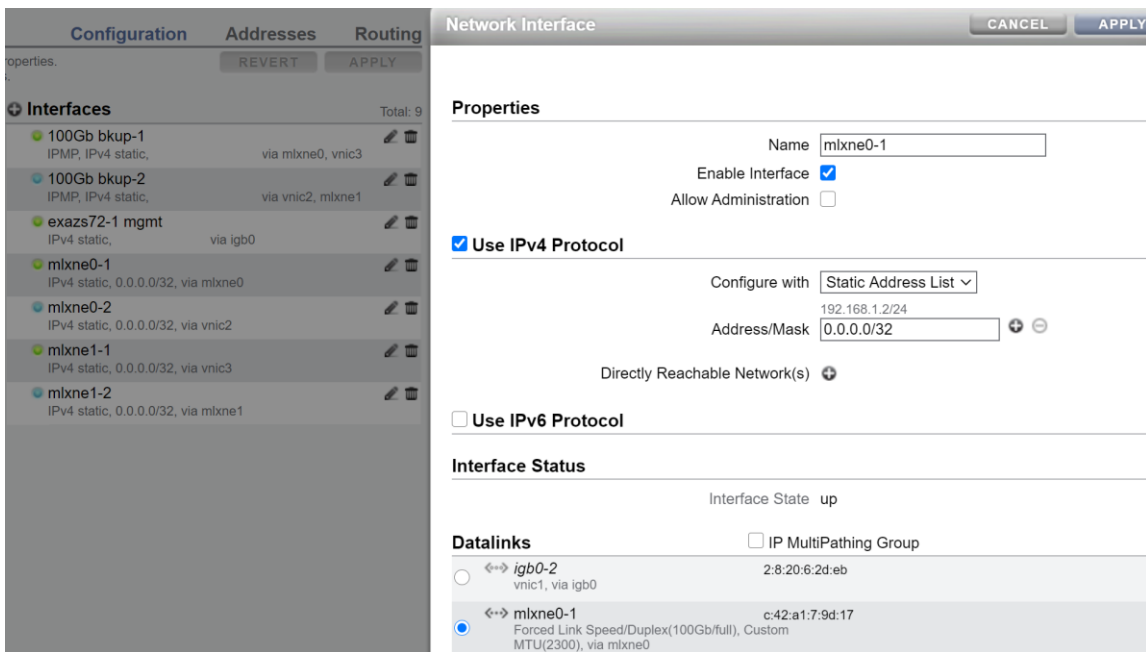 Configuration Addresses Routing
roperties.
s.
REVERT APPLY
Interfaces Total: 9
100Gb bkup-1
IPMP, IPv4 static, via mlxne0, vnic3
100Gb bkup-2
IPMP, IPv4 static, via vnic2, mlxne1
exazs72-1 mgmt
IPv4 static, via igb0
mlxne0-1
IPv4 static, 0.0.0.0/32, via mlxne0
mlxne0-2
IPv4 static, 0.0.0.0/32, via vnic2
mlxne1-1
IPv4 static, 0.0.0.0/32, via vnic3
mlxne1-2
IPv4 static, 0.0.0.0/32, via mlxne1
Network Interface CANCEL APPLY
Properties
Name mlxne0-1
Enable Interface
Allow Administration
Use IPv4 Protocol
Configure with Static Address List
192.168.1.2/24
Address/Mask 0.0.0.0/32
Directly Reachable Network(s)
Use IPv6 Protocol
Interface Status
Interface State up
Datalinks IP MultiPathing Group
igb0-2 2:8:20:6:2d:eb
vnic1, via igb0
mlxne0-1 c:42:a1:7:9d:17
Forced Link Speed/Duplex(100Gb/full), Custom
MTU(2300), via mlxne0